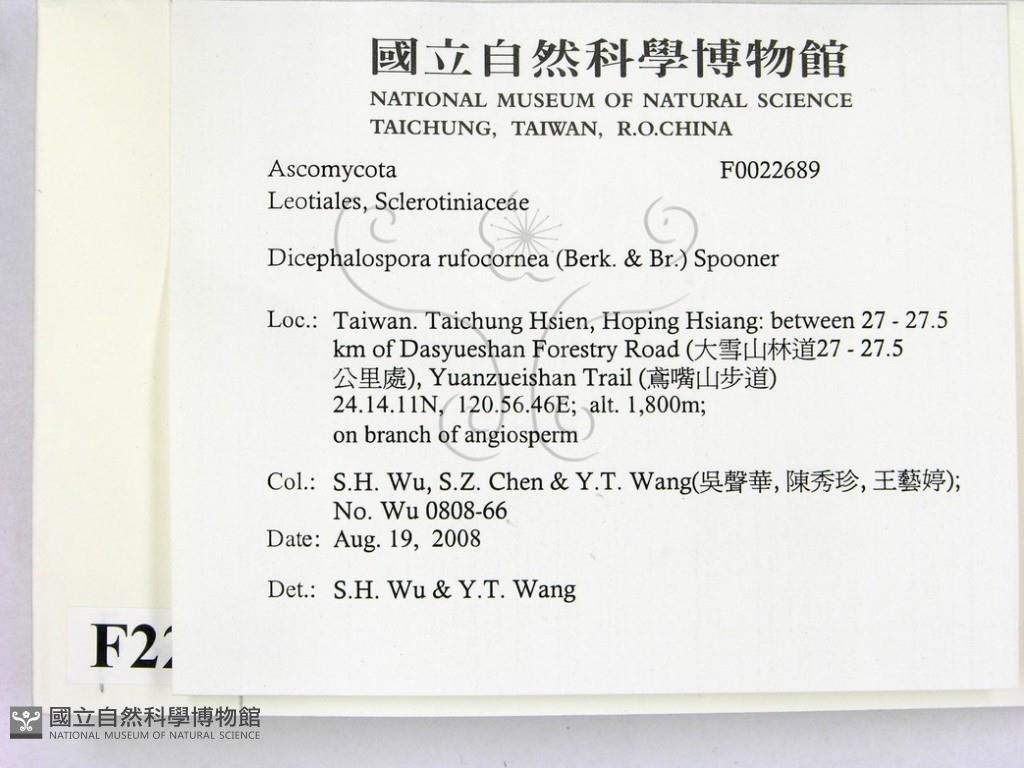 國立自然科學博物館
NATIONAL MUSEUM OF NATURAL SCIENCE
TAICHUNG, TAIWAN, R.O.CHINA
Ascomycota F0022689
Leotiales, Sclerotiniaceae
Dicephalospora rufocornea (Berk. & Br.) Spooner
Loc.: Taiwan. Taichung Hsien, Hoping Hsiang: between 27 - 27.5
km of Dasyueshan Forestry Road (大雪山林道27 - 27.5
公里處), Yuanzueishan Trail (鳶嘴山步道)
24.14.11N, 120.56.46E; alt. 1,800m;
on branch of angiosperm
Col.: S.H. Wu, S.Z. Chen & Y.T. Wang(吳聲華, 陳秀珍, 王藝婷);
No. Wu 0808-66
Date: Aug. 19, 2008
Det.: S.H. Wu & Y.T. Wang
F22
國立自然科學博物館
NATIONAL MUSEUM OF NATURAL SCIENCE